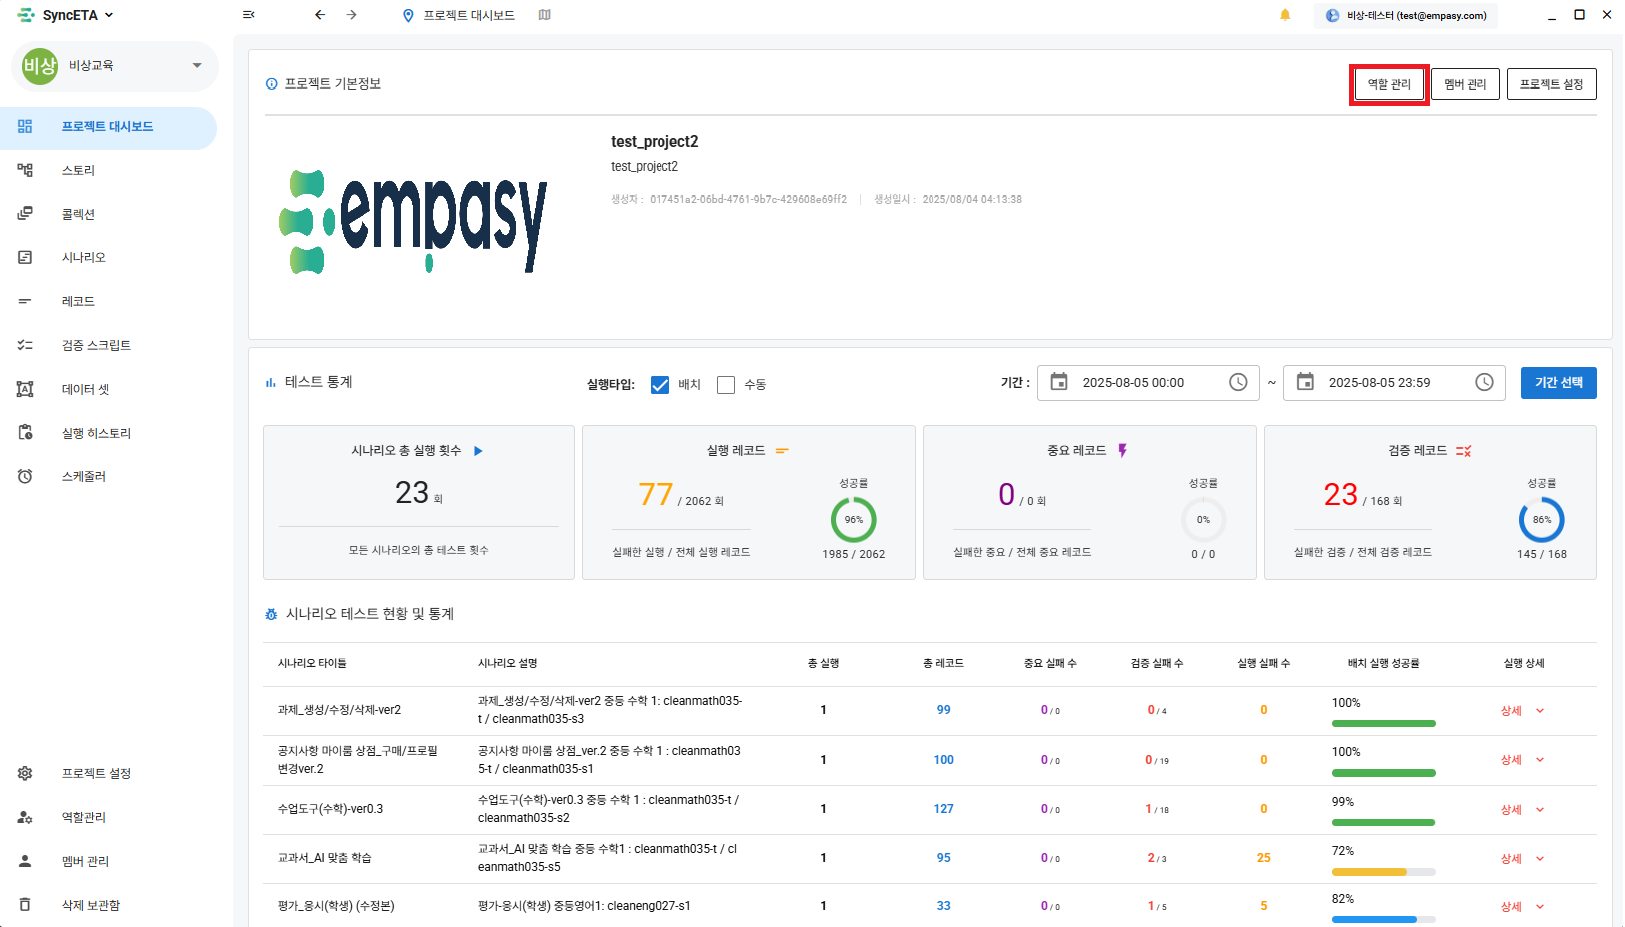 SyncETA
프로젝트 대시보드
비상-테스터 (test@empasy.com)
비상
비상교육
프로젝트 대시보드
스토리
콜렉션
시나리오
레코드
검증 스크립트
데이터 셋
실행 히스토리
스케줄러
프로젝트 설정
역할관리
멤버 관리
삭제 보관함
프로젝트 기본정보
역할 관리
멤버 관리
프로젝트 설정
empasy
test_project2
test_project2
생성자 : 017451a2-06bd-4761-9b7c-429608e69ff2 | 생성일시 : 2025/08/04 04:13:38
테스트 통계
실행타입: 배치 수동
기간 : 2025-08-05 00:00 ~ 2025-08-05 23:59 기간 선택
시나리오 총 실행 횟수
23 회
모든 시나리오의 총 테스트 횟수
실행 레코드
77 / 2062 회
실패한 실행 / 전체 실행 레코드
성공률
96%
1985 / 2062
중요 레코드
0 / 0 회
실패한 중요 / 전체 중요 레코드
성공률
0%
0 / 0
검증 레코드
23 / 168 회
실패한 검증 / 전체 검증 레코드
성공률
86%
145 / 168
시나리오 테스트 현황 및 통계
시나리오 타이틀 시나리오 설명 총 실행 총 레코드 중요 실패 수 검증 실패 수 실행 실패 수 배치 실행 성공률 실행 상세
과제_생성/수정/삭제-ver2 과제_생성/수정/삭제-ver2 중등 수학 1: cleanmath035-
t / cleanmath035-s3 1 99 0 / 0 0 / 4 0 100% 상세
공지사항 마이룸 상점_구매/프로필 공지사항 마이룸 상점_ver.2 중등 수학 1 : cleanmath03
변경ver.2 5-t / cleanmath035-s1 1 100 0 / 0 0 / 19 0 100% 상세
수업도구(수학)-ver0.3 수업도구(수학)-ver0.3 중등 수학 1 : cleanmath035-t /
cleanmath035-s2 1 127 0 / 0 1 / 18 0 99% 상세
교과서_AI 맞춤 학습 교과서_AI 맞춤 학습 중등 수학1 : cleanmath035-t / cl
eanmath035-s5 1 95 0 / 0 2 / 3 25 72% 상세
평가_응시(학생) (수정본) 평가-응시(학생) 중등영어1: cleaneng027-s1 1 33 0 / 0 1 / 5 5 82% 상세